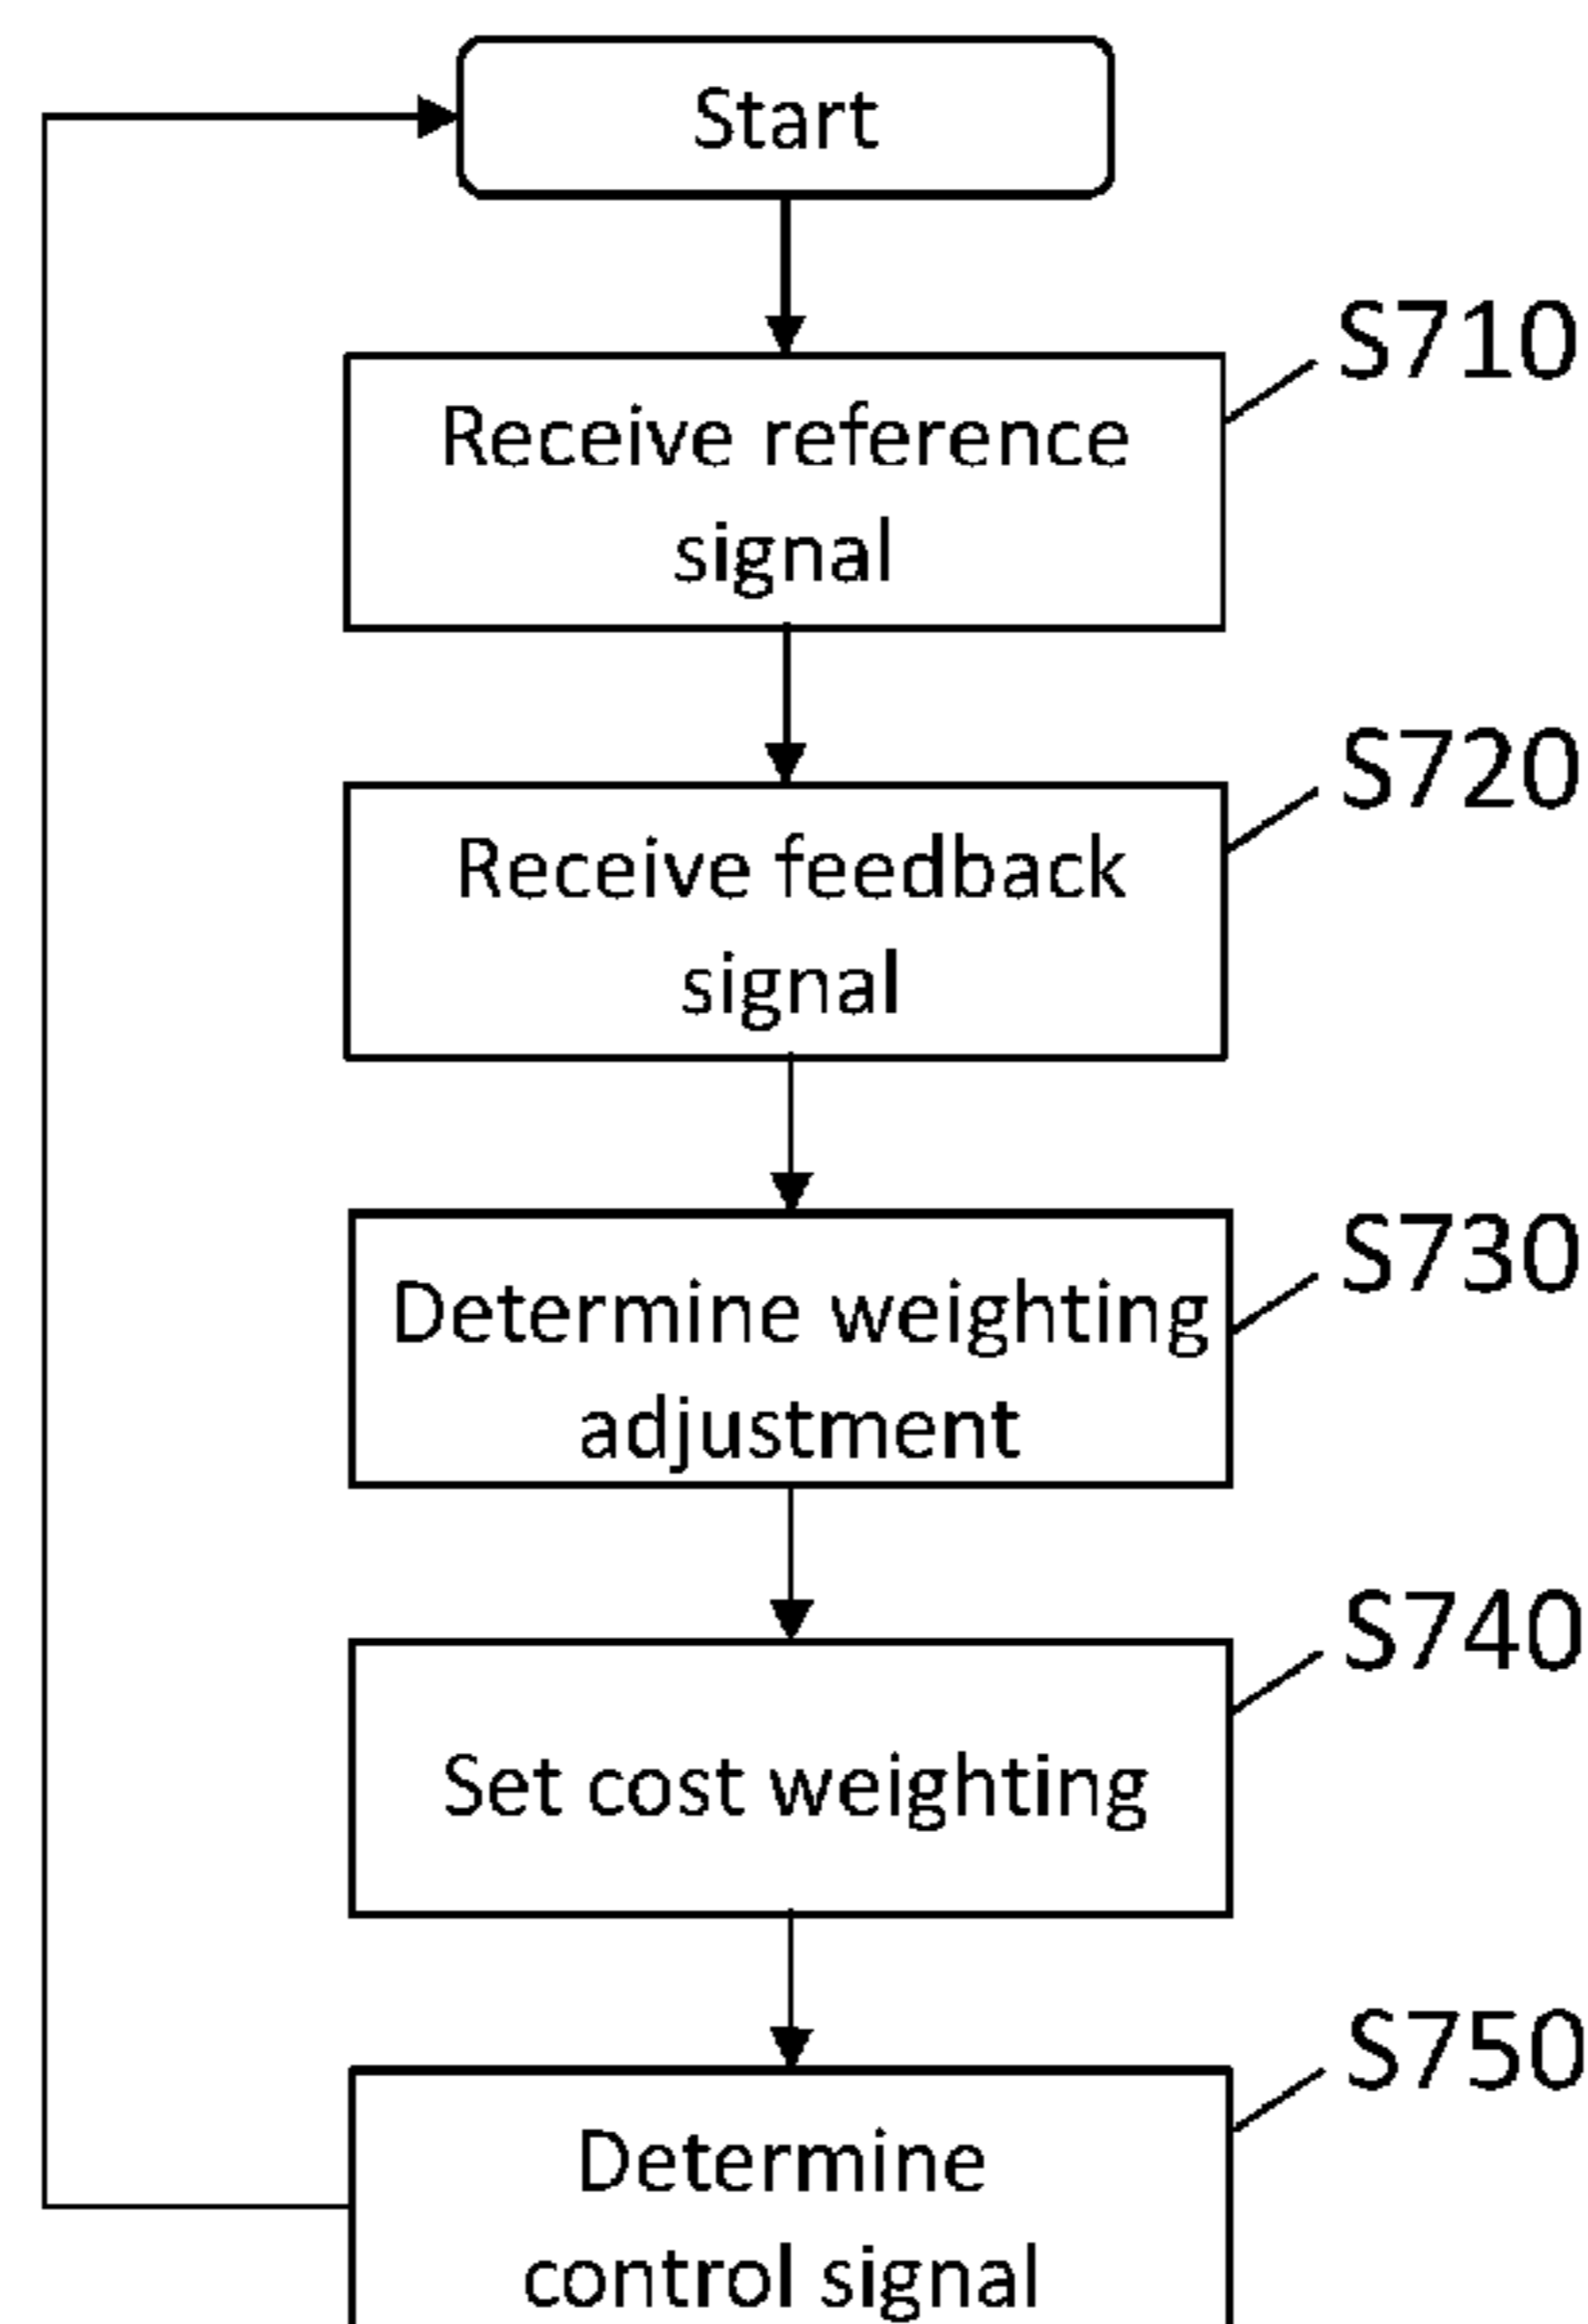 Start
S710
Receive reference
signal
S720
Receive feedback
signal
S730
Determine weighting
adjustment
S740
Set cost weighting
S750
Determine
control signal